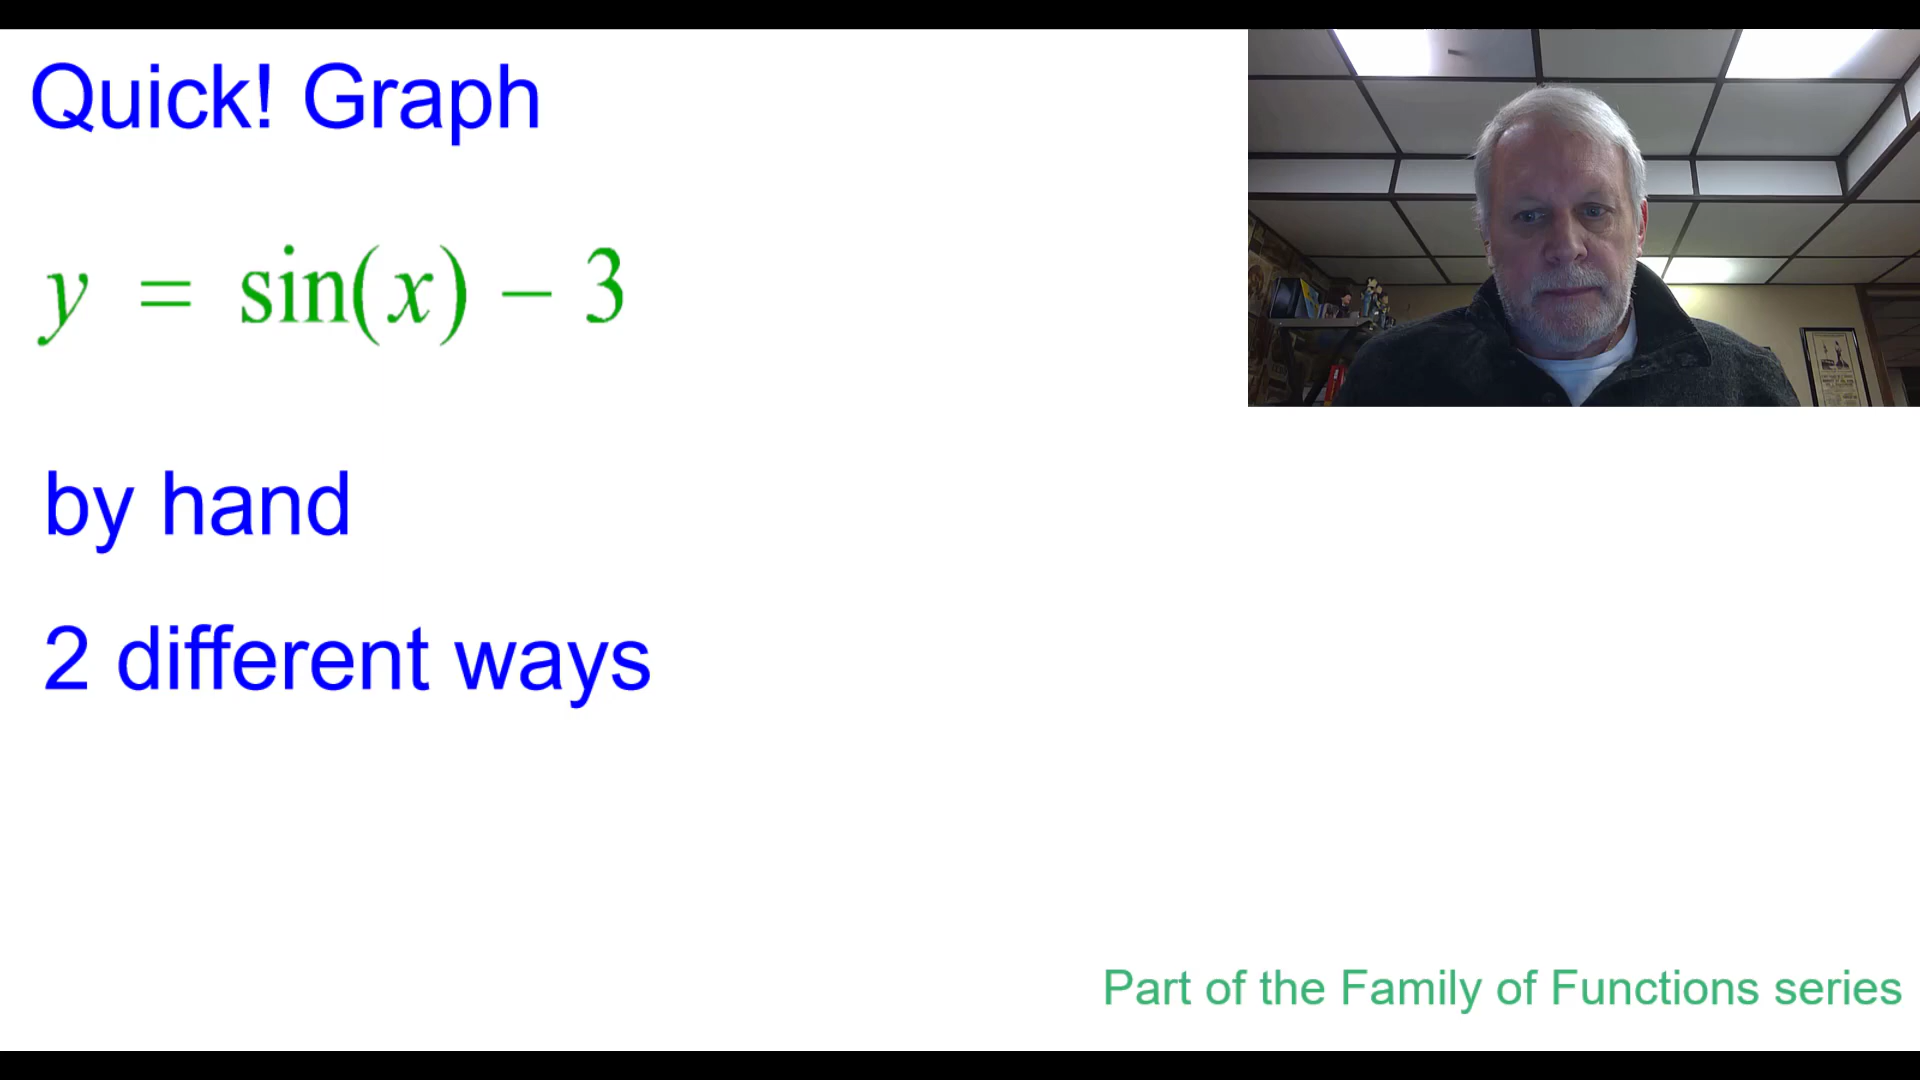 Quick! Graph
y = sin(x) – 3
by hand
2 different ways
Part of the Family of Functions series